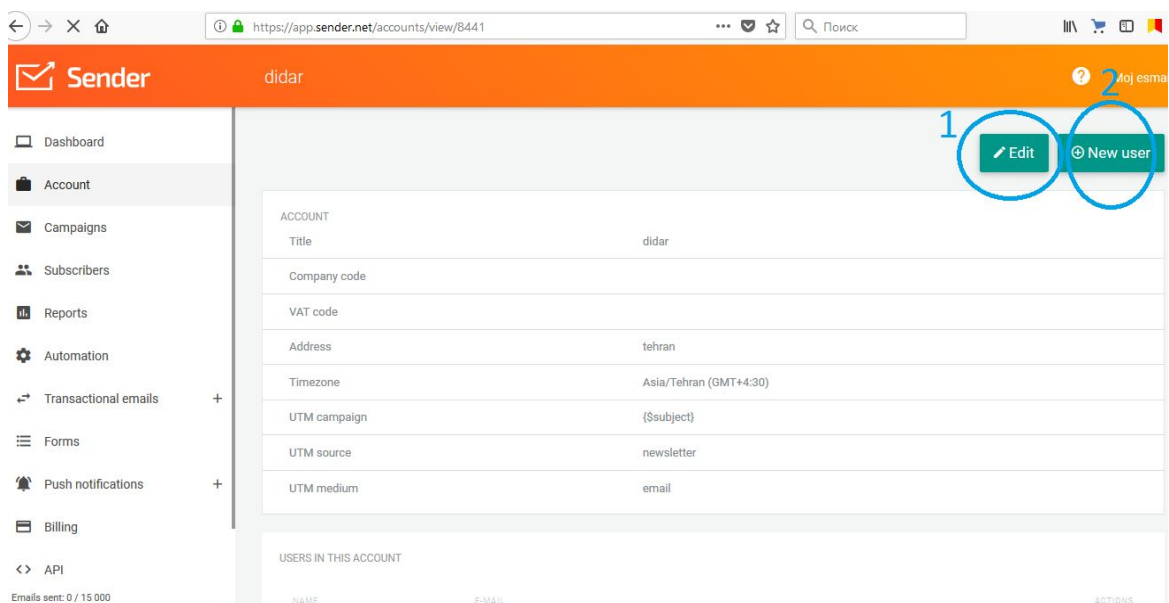 https://app.sender.net/accounts/view/8441
Поиск
Sender
didar
Moj esmai
1
2
Dashboard
Edit
New user
Account
ACCOUNT
Campaigns
Title didar
Subscribers
Company code
Reports
VAT code
Automation
Address tehran
Timezone Asia/Tehran (GMT+4:30)
Transactional emails +
UTM campaign {$subject}
Forms
UTM source newsletter
Push notifications +
UTM medium email
Billing
USERS IN THIS ACCOUNT
API
Emails sent: 0 / 15 000
NAME E-MAIL ACTIONS